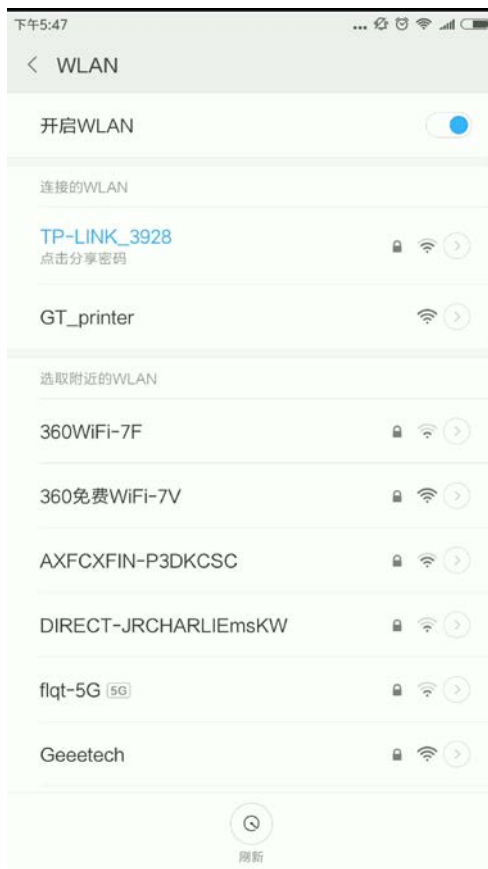 下午5:47
...
WLAN
开启WLAN
连接的WLAN
TP-LINK_3928
点击分享密码
GT_printer
选取附近的WLAN
360WiFi-7F
360免费WiFi-7V
AXFCXFIN-P3DKCSC
DIRECT-JRCHARLIEmsKW
flqt-5G 5G
Geeetech
刷新